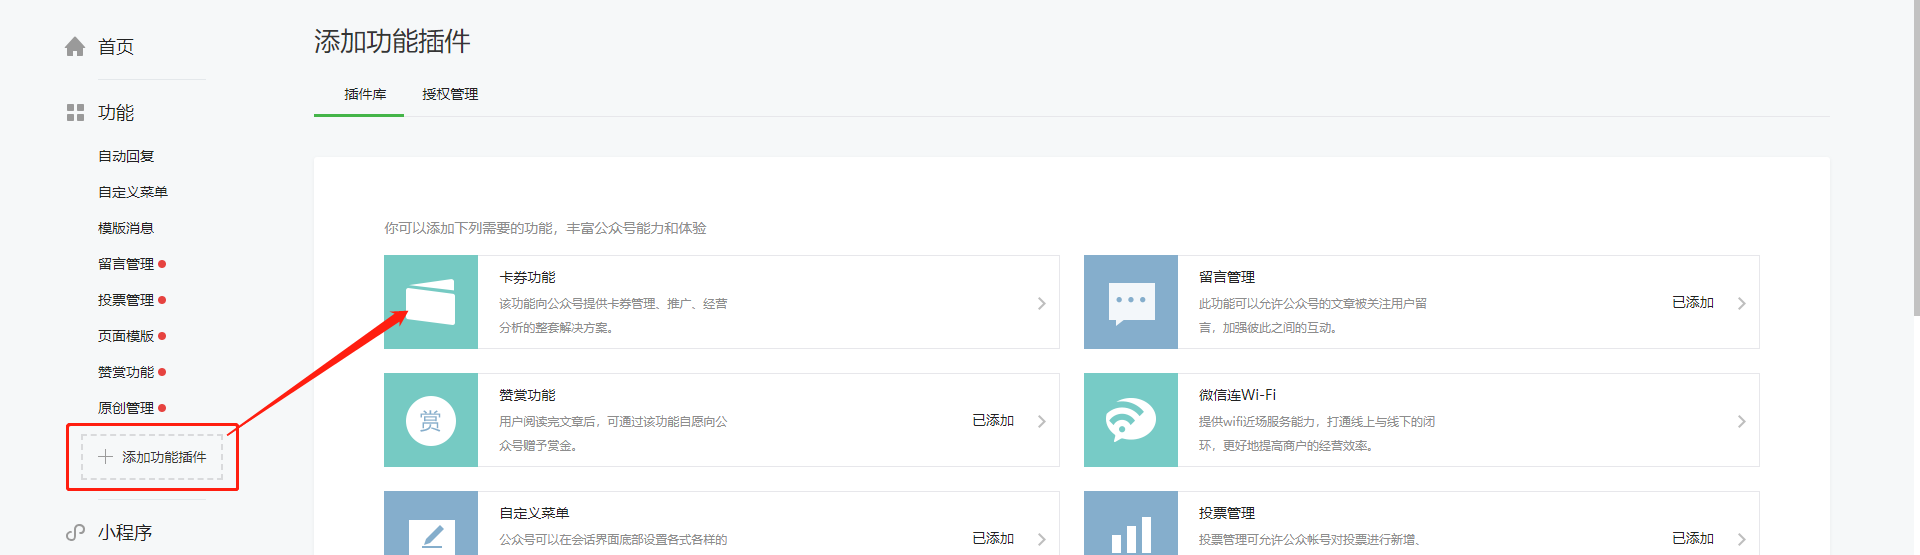 首页
功能
自动回复
自定义菜单
模版消息
留言管理
投票管理
页面模版
赞赏功能
原创管理
添加功能插件
小程序
添加功能插件
插件库
授权管理
你可以添加下列需要的功能，丰富公众号能力和体验
卡券功能
该功能向公众号提供卡券管理、推广、经营
分析的整套解决方案。
留言管理
此功能可以允许公众号的文章被关注用户留
言，加强彼此之间的互动。
已添加
赏
赞赏功能
用户阅读完文章后，可通过该功能自愿向公
众号赠予赏金。
已添加
微信连Wi-Fi
提供wifi近场服务能力，打通线上与线下的闭
环，更好地提高商户的经营效率。
自定义菜单
公众号可以在会话界面底部设置各式各样的
已添加
投票管理
投票管理可允许公众帐号对投票进行新增、
已添加